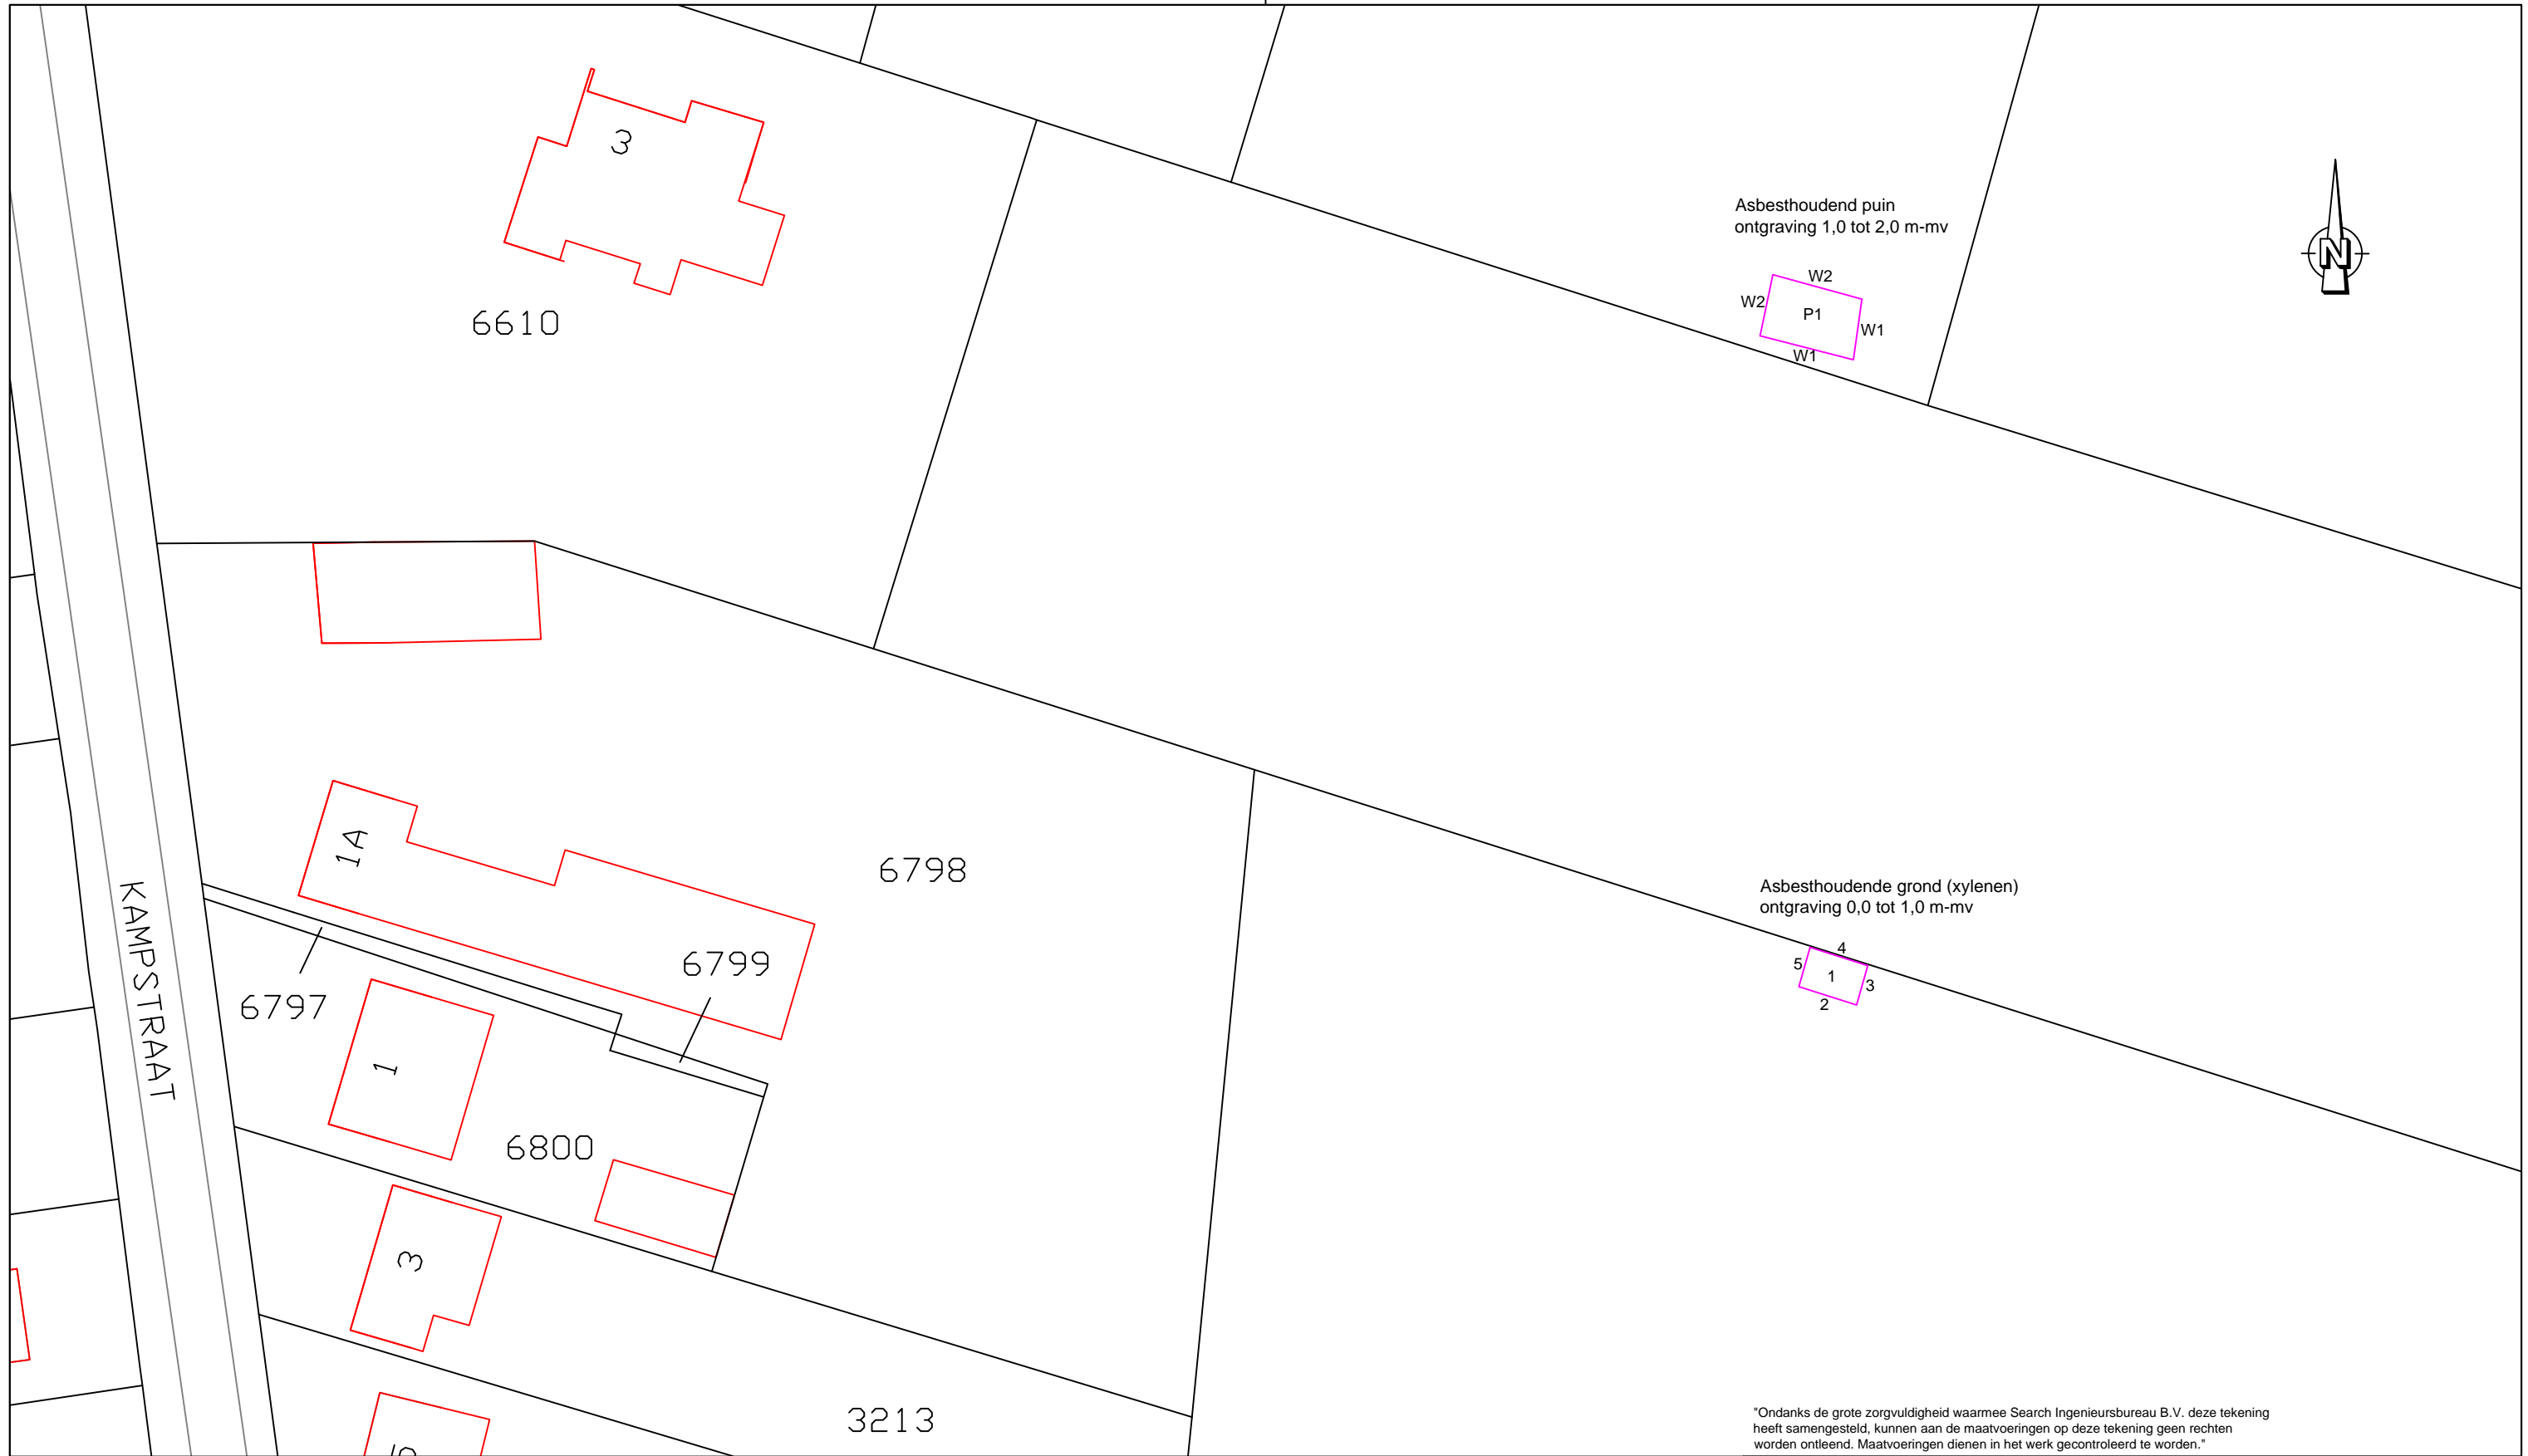 3
6610
Asbesthoudend puin
ontgraving 1,0 tot 2,0 m-mv
W2
W2
P1
W1
W1
N
1A
6798
6799
6797
KAMPSTRAAT
1
6800
3
3213
Asbesthoudende grond (xylenen)
ontgraving 0,0 tot 1,0 m-mv
4
5
1
3
2
"Ondanks de grote zorgvuldigheid waarmee Search Ingenieursbureau B.V. deze tekening
heeft samengesteld, kunnen aan de maatvoeringen op deze tekening geen rechten
worden ontleend. Maatvoeringen dienen in het werk gecontroleerd te worden."